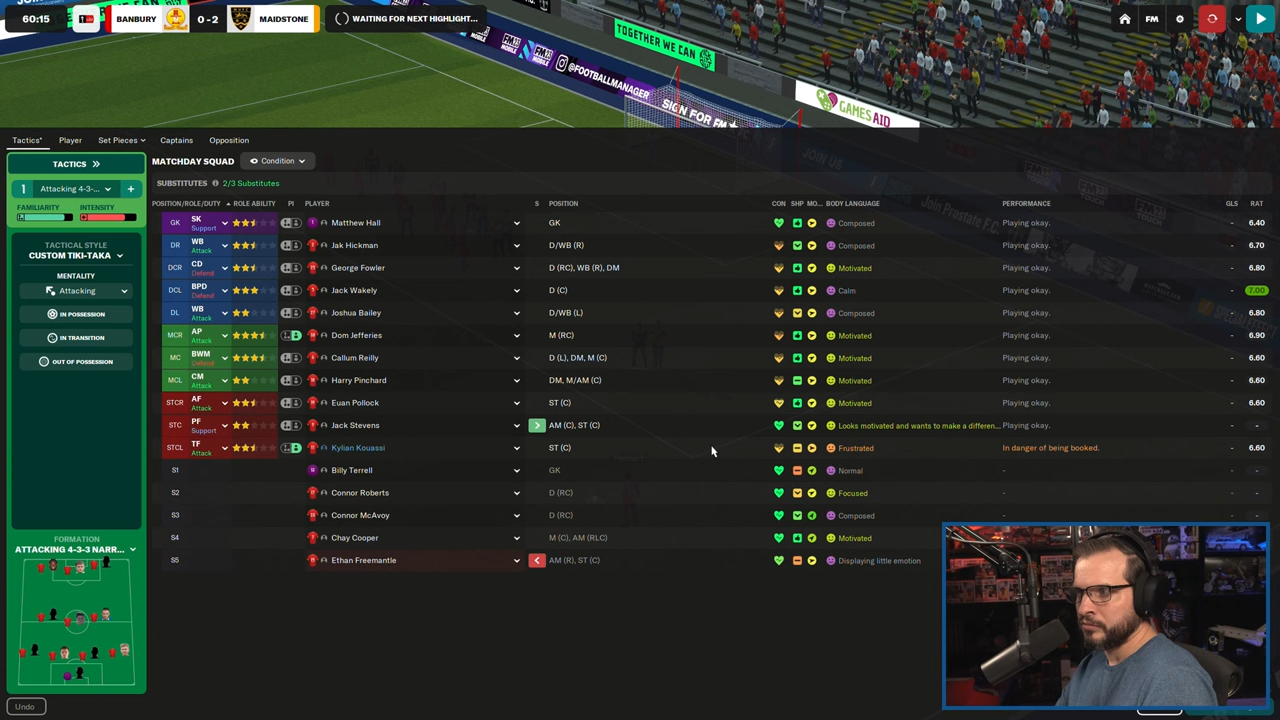 60:15 BANBURY 0 - 2 MAIDSTONE WAITING FOR NEXT HIGHLIGHT... FM
TOGETHER WE CAN
@FOOTBALLMANAGER
SIGN FOR FM
GAMES AID
JOIN US
Tactics* Player Set Pieces Captains Opposition
TACTICS
MATCHDAY SQUAD Condition
1 Attacking 4-3-... +
SUBSTITUTES 2/3 Substitutes
FAMILIARITY INTENSITY
POSITION/ROLE/DUTY ROLE ABILITY PI PLAYER S POSITION CON SHP MO... BODY LANGUAGE PERFORMANCE GLS RAT
GK SK Support Matthew Hall GK Composed Playing okay. - 6.40
DR WB Attack Jak Hickman D/WB (R) Composed Playing okay. - 6.70
DCR CD Defend George Fowler D (RC), WB (R), DM Motivated Playing okay. - 6.80
DCL BPD Defend Jack Wakely D (C) Calm Playing okay. - 7.00
DL WB Attack Joshua Bailey D/WB (L) Composed Playing okay. - 6.80
MCR AP Attack Dom Jefferies M (RC) Motivated Playing okay. - 6.90
MC BWM Defend Callum Reilly D (L), DM, M (C) Motivated Playing okay. - 6.60
MCL CM Attack Harry Pinchard DM, M/AM (C) Motivated Playing okay. - 6.60
STCR AF Attack Euan Pollock ST (C) Motivated Playing okay. - 6.60
STC PF Support Jack Stevens AM (C), ST (C) Looks motivated and wants to make a differen... Playing okay. - -
STCL TF Attack Kylian Kouassi ST (C) Frustrated In danger of being booked. - 6.60
S1 Billy Terrell GK Normal - - -
S2 Connor Roberts D (RC) Focused - - -
S3 Connor McAvoy D (RC) Composed - - -
S4 Chay Cooper M (C), AM (RLC) Motivated
S5 Ethan Freemantle AM (R), ST (C) Displaying little emotion
TACTICAL STYLE
CUSTOM TIKI-TAKA
MENTALITY
Attacking
IN POSSESSION
IN TRANSITION
OUT OF POSSESSION
FORMATION
ATTACKING 4-3-3 NARR...
Undo